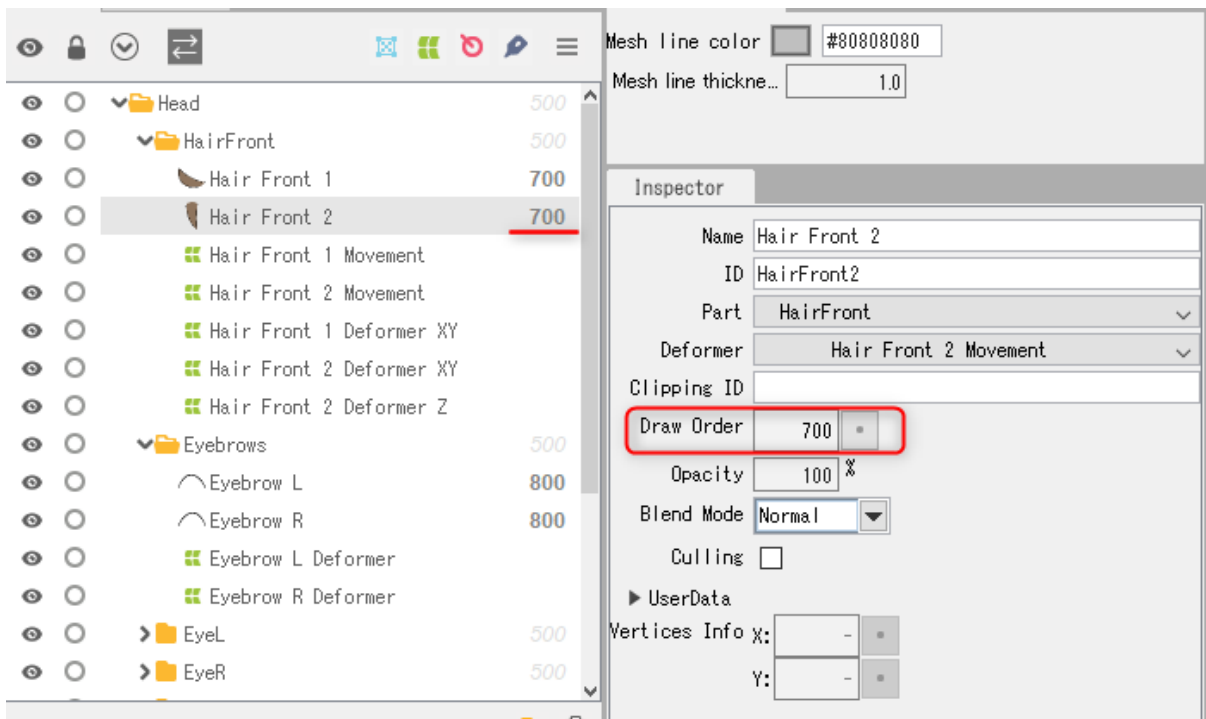 Head 500
HairFront 500
Hair Front 1 700
Hair Front 2 700
Hair Front 1 Movement
Hair Front 2 Movement
Hair Front 1 Deformer XY
Hair Front 2 Deformer XY
Hair Front 2 Deformer Z
Eyebrows 500
Eyebrow L 800
Eyebrow R 800
Eyebrow L Deformer
Eyebrow R Deformer
EyeL 500
EyeR 500
Mesh line color #80808080
Mesh line thickne… 1.0
Inspector
Name Hair Front 2
ID HairFront2
Part HairFront
Deformer Hair Front 2 Movement
Clipping ID
Draw Order 700
Opacity 100 %
Blend Mode Normal
Culling
UserData
Vertices Info X: -
Y: -